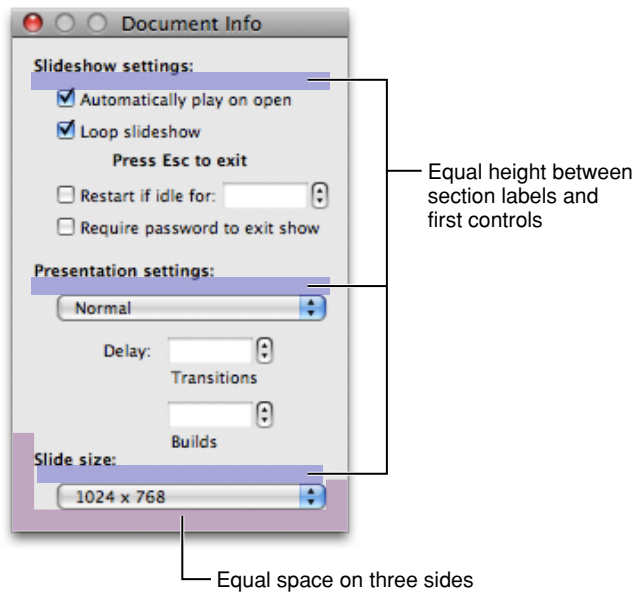 Document Info
Slideshow settings:
Automatically play on open
Loop slideshow
Press Esc to exit
Restart if idle for:
Require password to exit show
Presentation settings:
Normal
Delay:
Transitions
Builds
Slide size:
1024 x 768
Equal height between
section labels and
first controls
Equal space on three sides